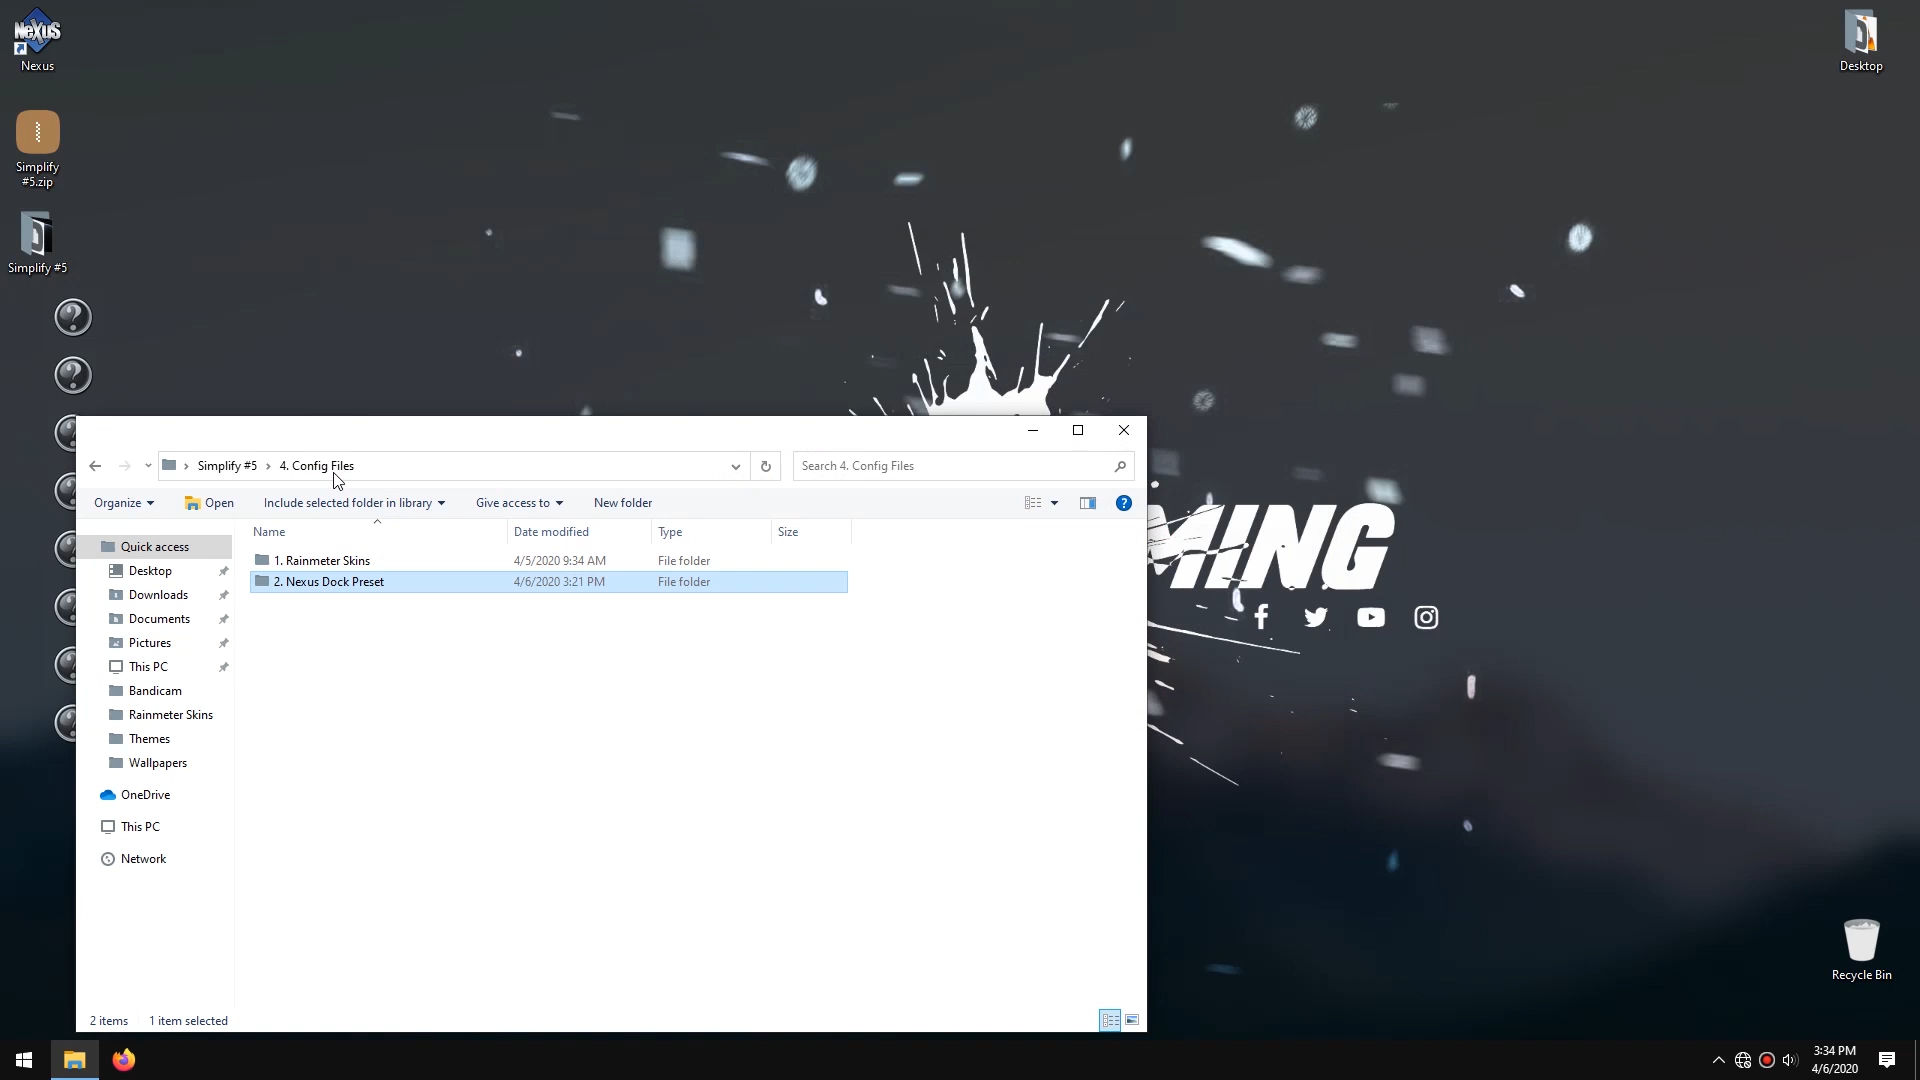 NeXuS
Nexus
Simplify
#5.zip
Simplify #5
Desktop
Simplify #5 › 4. Config Files
Search 4. Config Files
Organize
Open
Include selected folder in library
Give access to
New folder
Name
Date modified
Type
Size
Quick access
Desktop
Downloads
Documents
Pictures
This PC
Bandicam
Rainmeter Skins
Themes
Wallpapers
OneDrive
This PC
Network
1. Rainmeter Skins 4/5/2020 9:34 AM File folder
2. Nexus Dock Preset 4/6/2020 3:21 PM File folder
2 items 1 item selected
MING
Recycle Bin
3:34 PM
4/6/2020